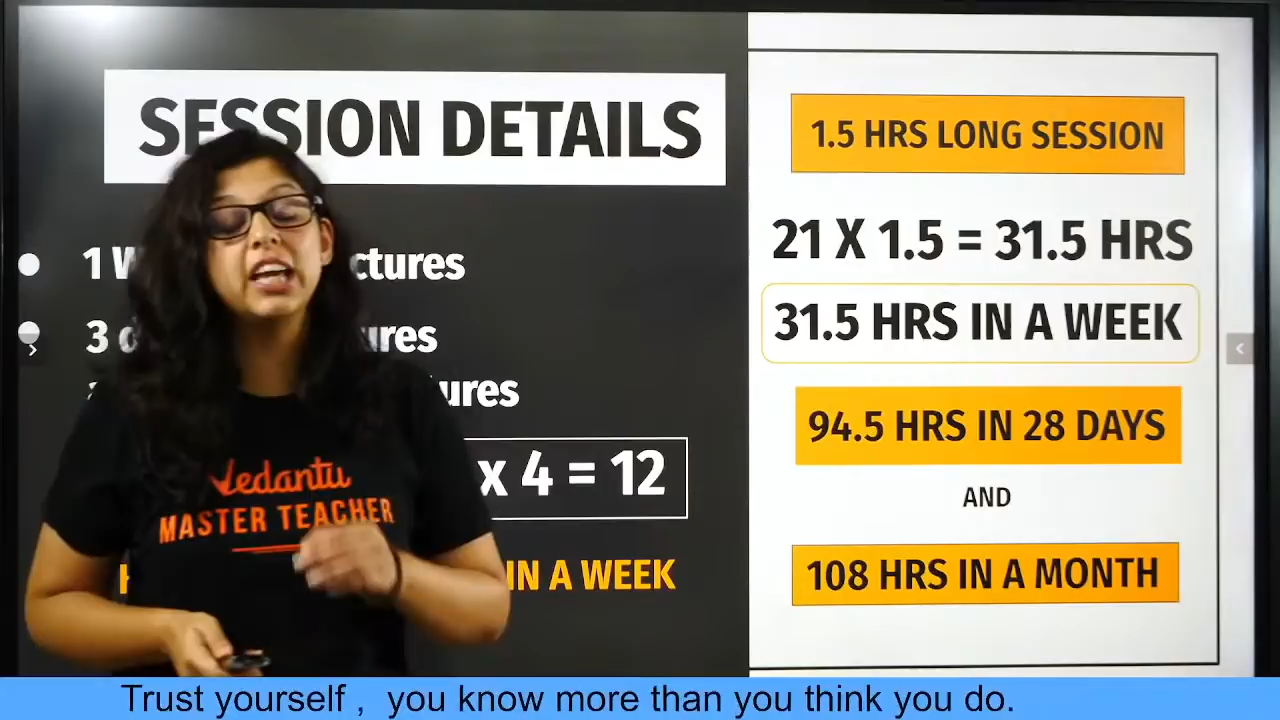 SESSION DETAILS
1 ctures
3 ures
ures
x 4 = 12
IN A WEEK
1.5 HRS LONG SESSION
21 X 1.5 = 31.5 HRS
31.5 HRS IN A WEEK
94.5 HRS IN 28 DAYS
AND
108 HRS IN A MONTH
Vedantu
MASTER TEACHER
Trust yourself , you know more than you think you do.